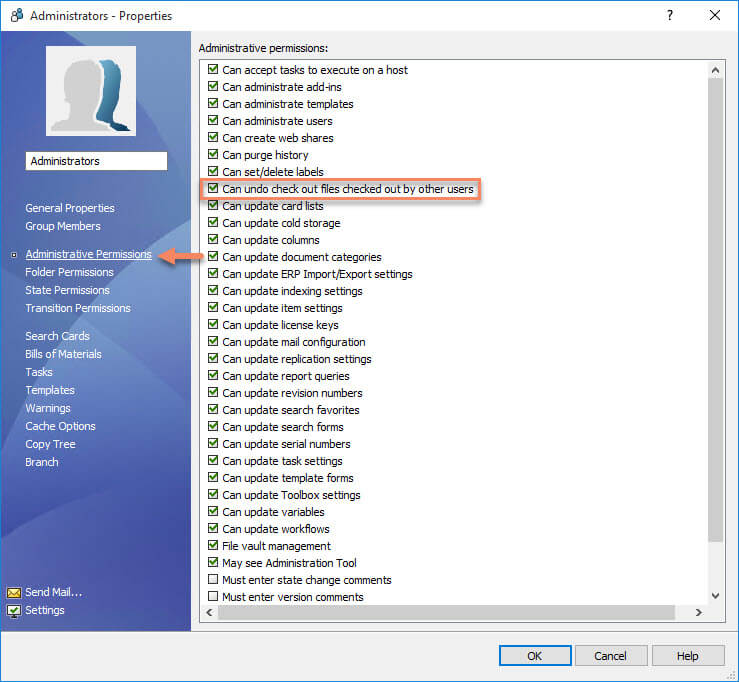 Administrators - Properties
?
Administrators
General Properties
Group Members
Administrative Permissions
Folder Permissions
State Permissions
Transition Permissions
Search Cards
Bills of Materials
Tasks
Templates
Warnings
Cache Options
Copy Tree
Branch
Send Mail...
Settings
Administrative permissions:
Can accept tasks to execute on a host
Can administrate add-ins
Can administrate templates
Can administrate users
Can create web shares
Can purge history
Can set/delete labels
Can undo check out files checked out by other users
Can update card lists
Can update cold storage
Can update columns
Can update document categories
Can update ERP Import/Export settings
Can update indexing settings
Can update item settings
Can update license keys
Can update mail configuration
Can update replication settings
Can update report queries
Can update revision numbers
Can update search favorites
Can update search forms
Can update serial numbers
Can update task settings
Can update template forms
Can update Toolbox settings
Can update variables
Can update workflows
File vault management
May see Administration Tool
Must enter state change comments
Must enter version comments
OK
Cancel
Help